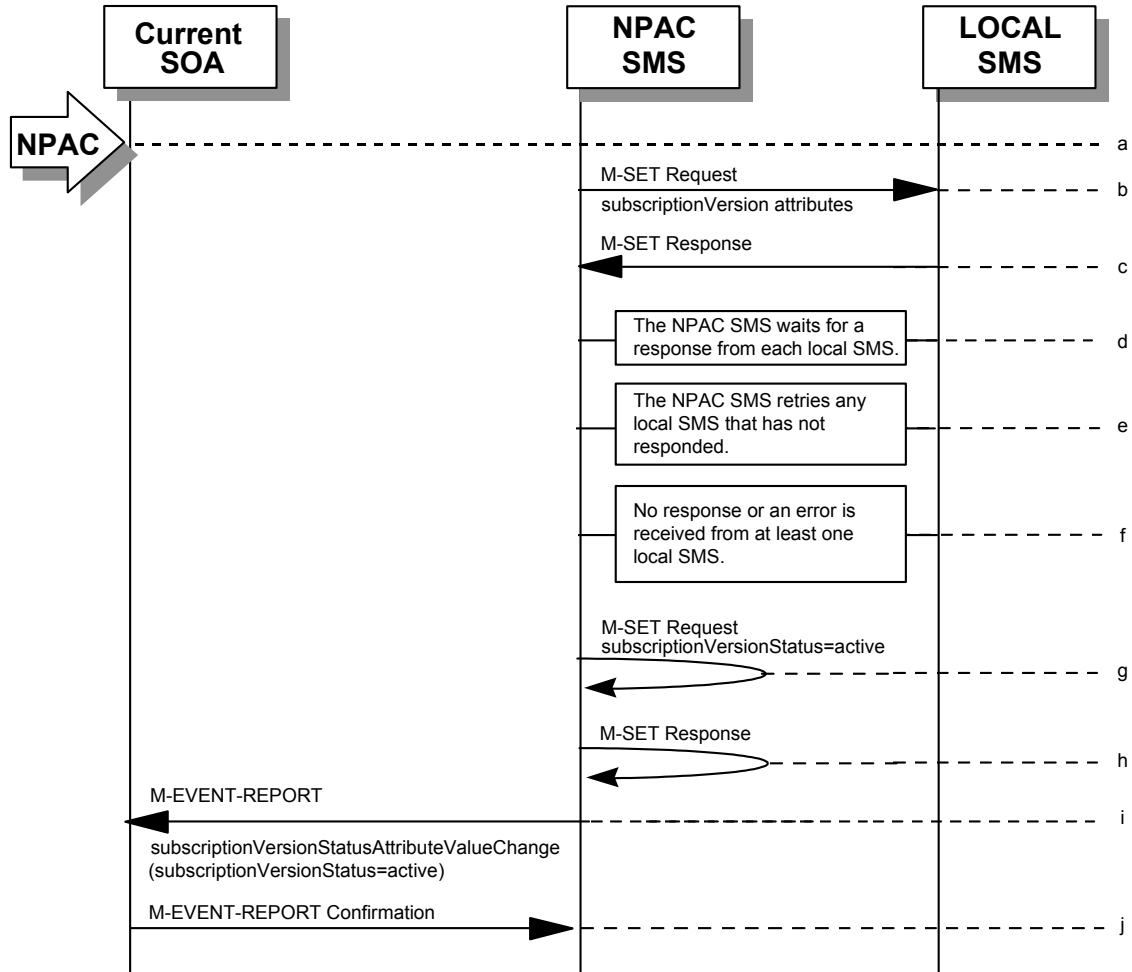 Current
SOA
NPAC
SMS
LOCAL
SMS
NPAC
a
M-SET Request
b
subscriptionVersion attributes
M-SET Response
c
The NPAC SMS waits for a
response from each local SMS.
d
The NPAC SMS retries any
local SMS that has not
responded.
e
No response or an error is
received from at least one
local SMS.
f
M-SET Request
subscriptionVersionStatus=active
g
M-SET Response
h
M-EVENT-REPORT
i
subscriptionVersionStatusAttributeValueChange
(subscriptionVersionStatus=active)
M-EVENT-REPORT Confirmation
j